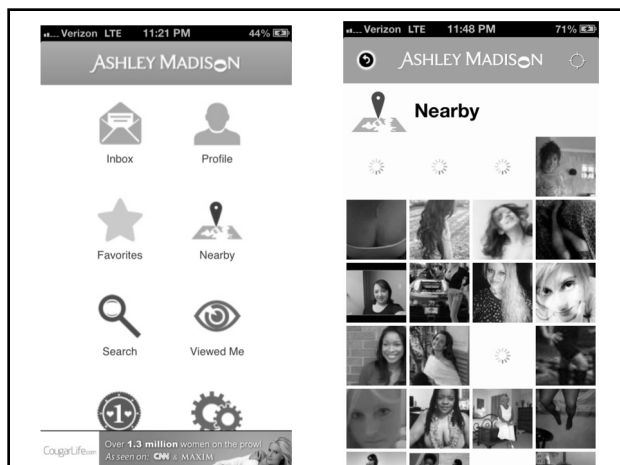 Verizon LTE 11:21 PM 44%
ASHLEY MADISON
Inbox Profile
Favorites Nearby
Search Viewed Me
1
CougarLife.com
Over 1.3 million women on the prowl
As seen on: CNN & MAXIM
Verizon LTE 11:48 PM 71%
ASHLEY MADISON
Nearby